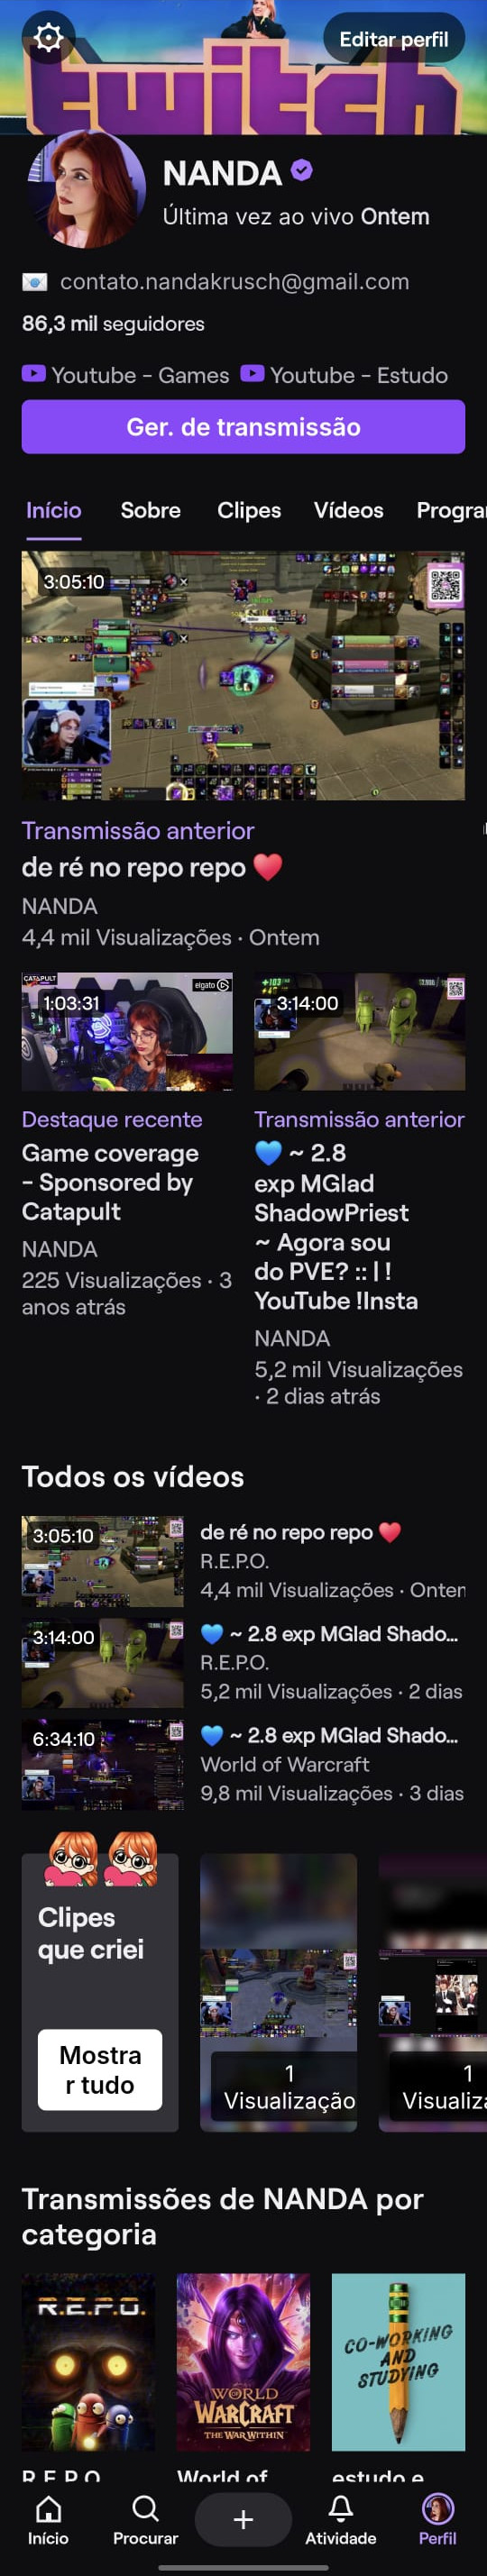 twitch
Editar perfil
NANDA
Última vez ao vivo Ontem
contato.nandakrusch@gmail.com
86,3 mil seguidores
Youtube - Games Youtube - Estudo
Ger. de transmissão
Início Sobre Clipes Vídeos Progra
3:05:10
Transmissão anterior
de ré no repo repo ❤️
NANDA
4,4 mil Visualizações · Ontem
CATAPULT
1:03:31
elgato
Destaque recente
Game coverage
- Sponsored by
Catapult
NANDA
225 Visualizações · 3
anos atrás
3:14:00
Transmissão anterior
💙 ~ 2.8
exp MGlad
ShadowPriest
~ Agora sou
do PVE? :: | !
YouTube !Insta
NANDA
5,2 mil Visualizações
· 2 dias atrás
Todos os vídeos
3:05:10
de ré no repo repo ❤️
R.E.P.O.
4,4 mil Visualizações · Onten
3:14:00
💙 ~ 2.8 exp MGlad Shado...
R.E.P.O.
5,2 mil Visualizações · 2 dias
6:34:10
💙 ~ 2.8 exp MGlad Shado...
World of Warcraft
9,8 mil Visualizações · 3 dias
Clipes
que criei
Mostra
r tudo
1
Visualização
1
Visualiza
Transmissões de NANDA por
categoria
R.E.P.O.
WORLD
OF
WARCRAFT
THE WAR WITHIN
CO-WORKING
AND
STUDYING
R.E.P.O. World of estudo e
Início Procurar Atividade Perfil